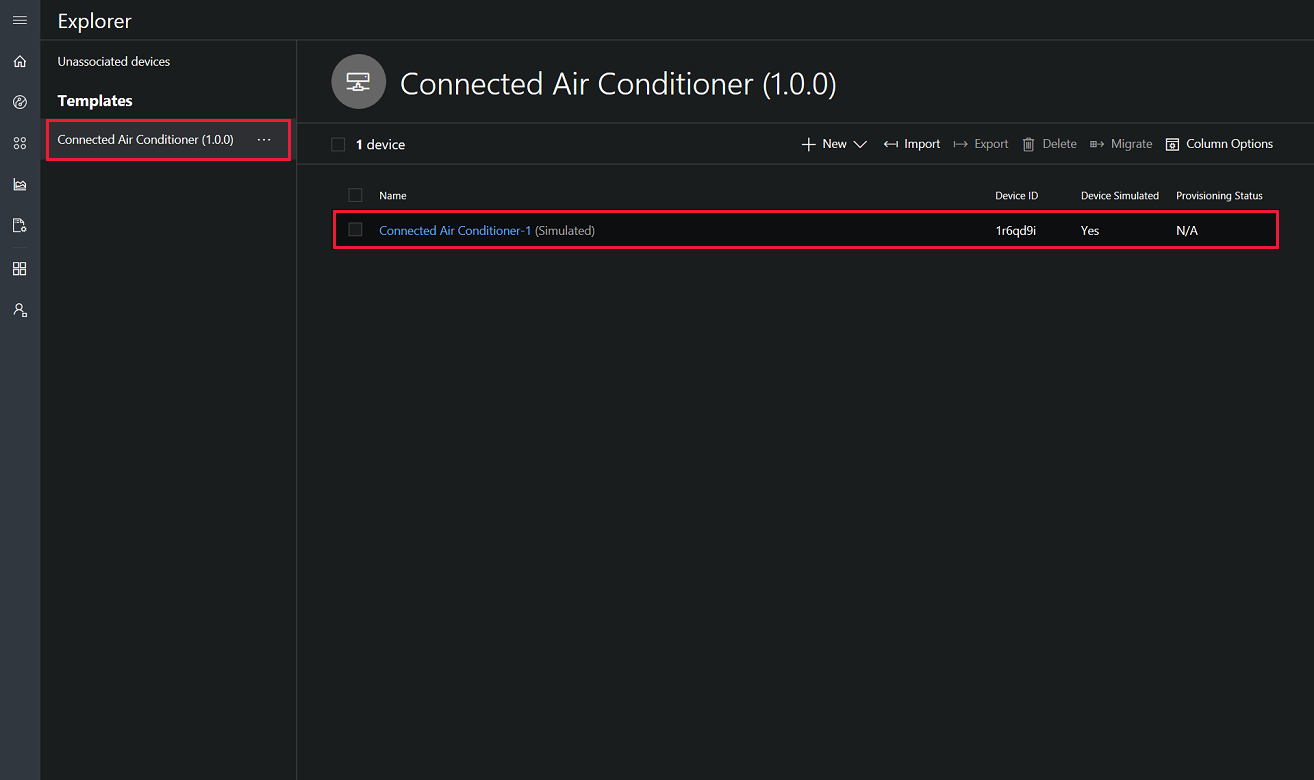 Explorer
Unassociated devices
Templates
Connected Air Conditioner (1.0.0) ...
Connected Air Conditioner (1.0.0)
1 device
New Import Export Delete Migrate Column Options
Name Device ID Device Simulated Provisioning Status
Connected Air Conditioner-1 (Simulated) 1r6qd9i Yes N/A